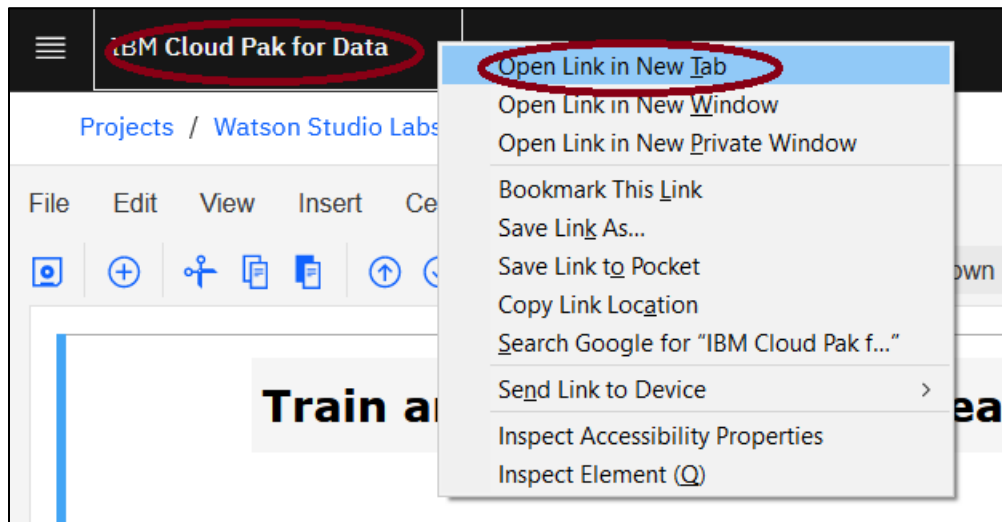 IBM Cloud Pak for Data
Open Link in New Tab
Open Link in New Window
Projects / Watson Studio Labs
Open Link in New Private Window
Bookmark This Link
File Edit View Insert
Save Link As...
Save Link to Pocket
Copy Link Location
Search Google for “IBM Cloud Pak f...”
Send Link to Device >
Train
Inspect Accessibility Properties
Inspect Element (Q)